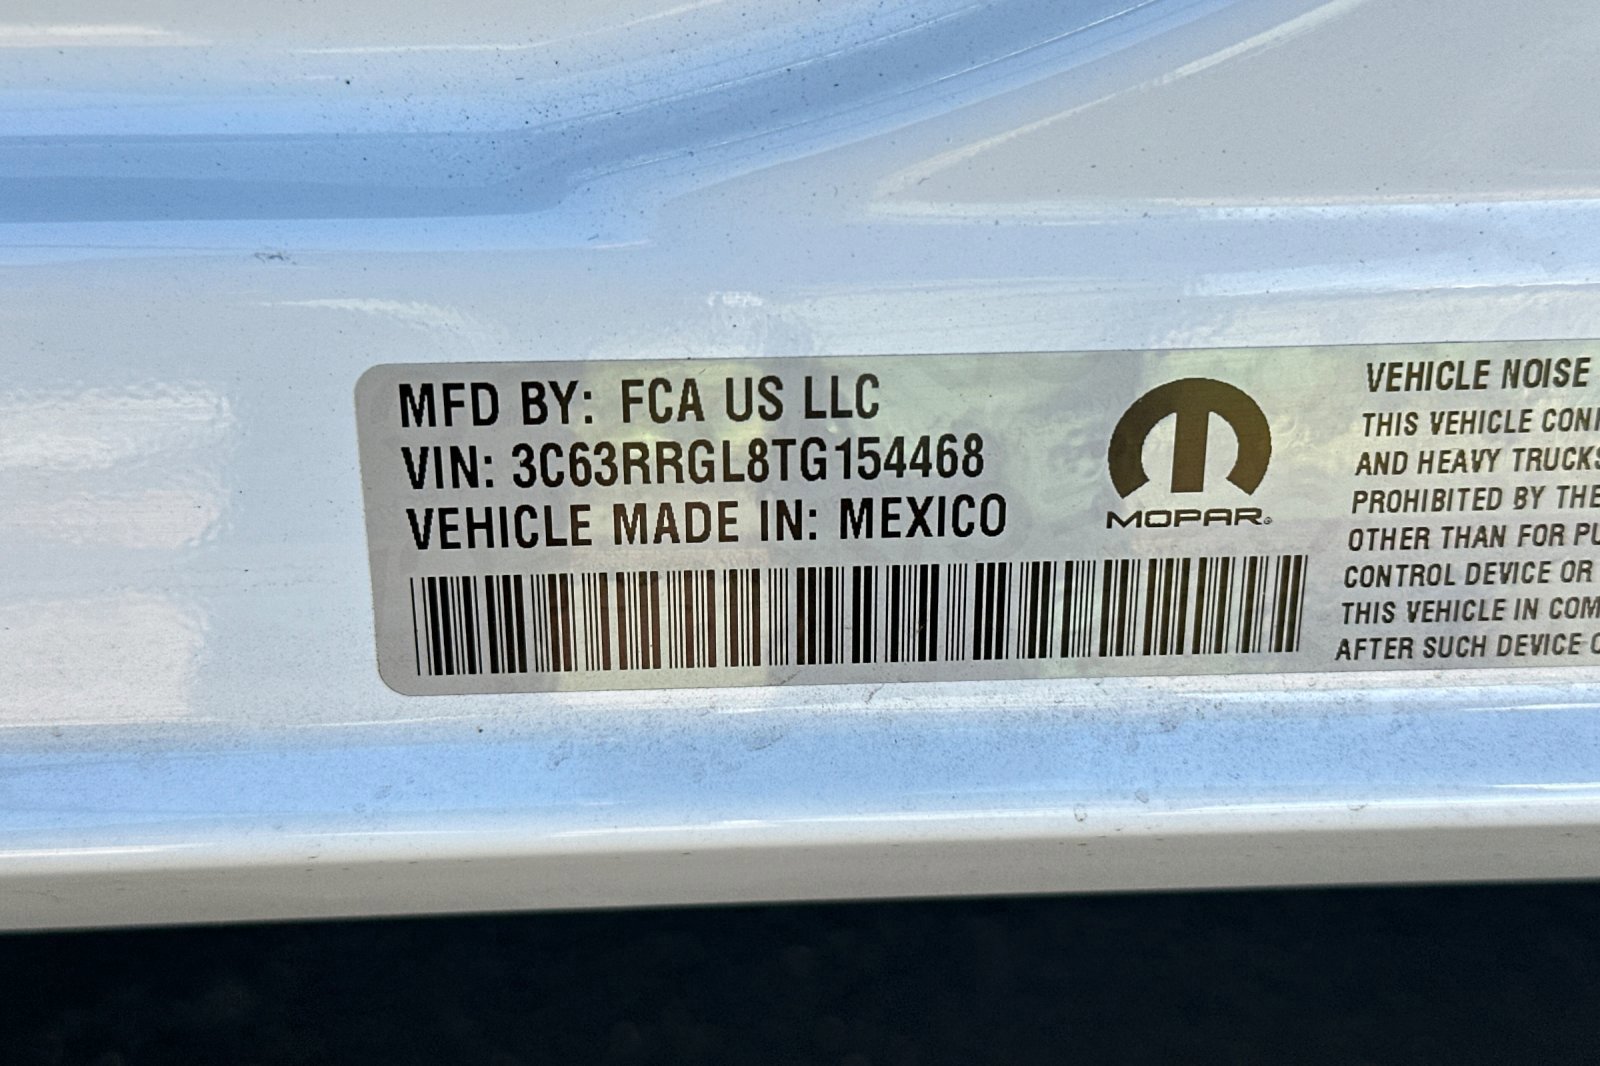 MFD BY: FCA US LLC
VIN: 3C63RRGL8TG154468
VEHICLE MADE IN: MEXICO
MOPAR®
VEHICLE NOISE
THIS VEHICLE
AND HEAVY TRUCKS
PROHIBITED BY THE
OTHER THAN FOR
CONTROL DEVICE OR
THIS VEHICLE IN
AFTER SUCH DEVICE